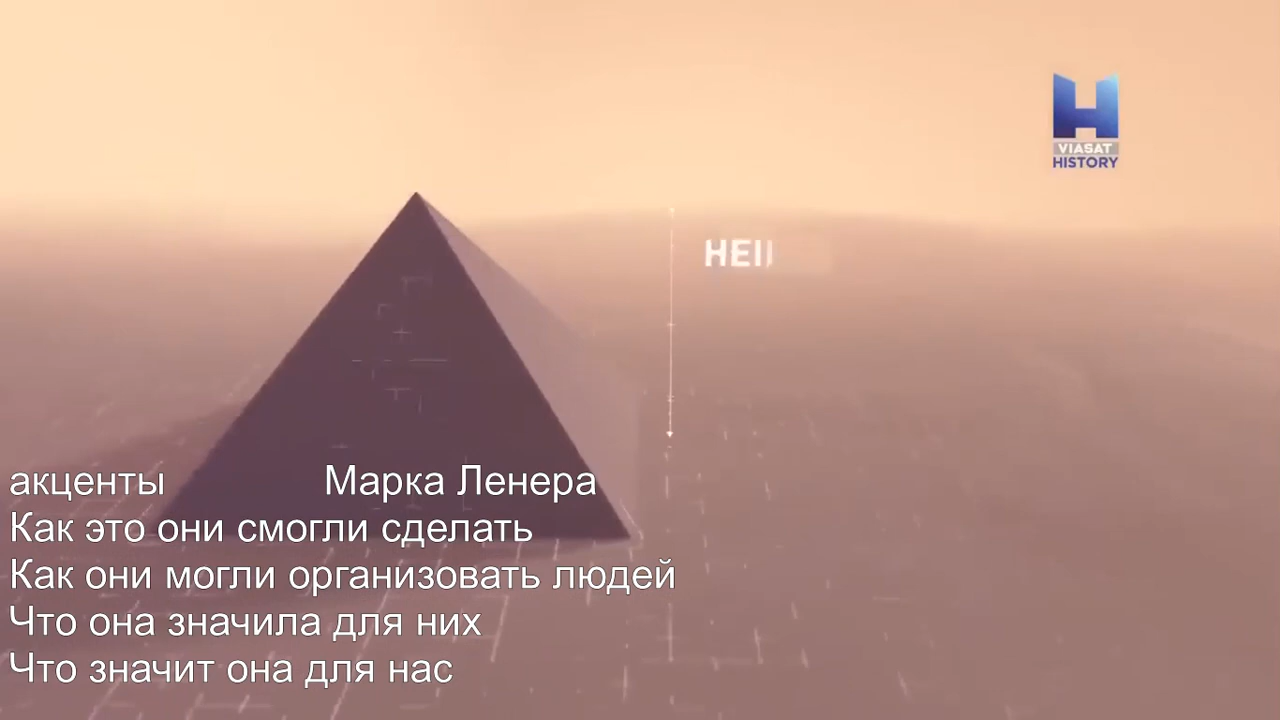 VIASAT
HISTORY
акценты Марка Ленера
Как это они смогли сделать
Как они могли организовать людей
Что она значила для них
Что значит она для нас